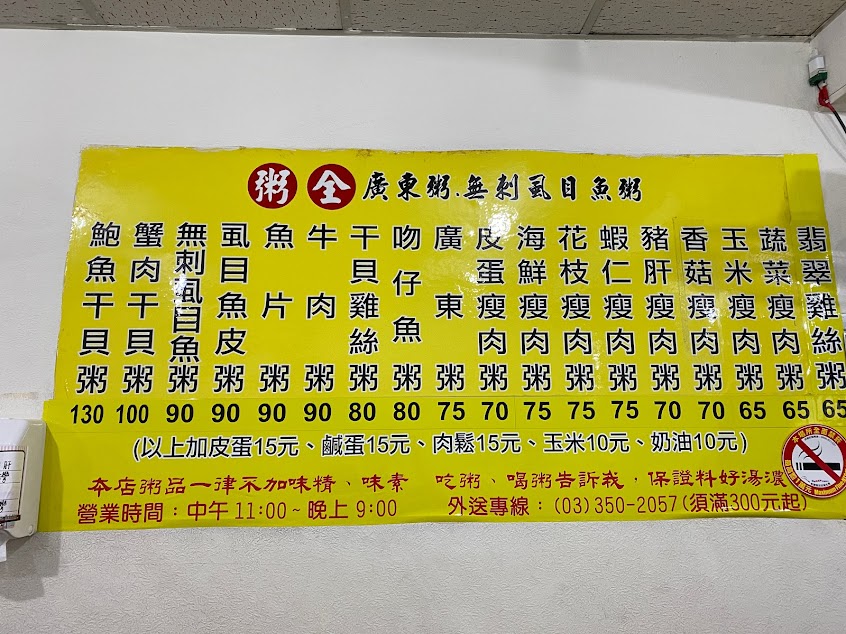 粥全 廣東粥.無刺虱目魚粥
鮑魚干貝粥 130
蟹肉干貝粥 100
無刺虱目魚粥 90
虱目魚皮粥 90
魚片粥 90
牛肉粥 90
干貝雞絲粥 80
吻仔魚粥 80
廣東粥 75
皮蛋瘦肉粥 70
海鮮瘦肉粥 75
花枝瘦肉粥 75
蝦仁瘦肉粥 75
豬肝瘦肉粥 70
香菇瘦肉粥 70
玉米瘦肉粥 65
蔬菜瘦肉粥 65
翡翠雞絲粥 65
(以上加皮蛋15元、鹹蛋15元、肉鬆15元、玉米10元、奶油10元)
本店粥品一律不加味精、味素 吃粥、喝粥告訴我，保證料好湯濃
營業時間：中午 11:00~ 晚上 9:00 外送專線：(03) 350-2057 (須滿300元起)